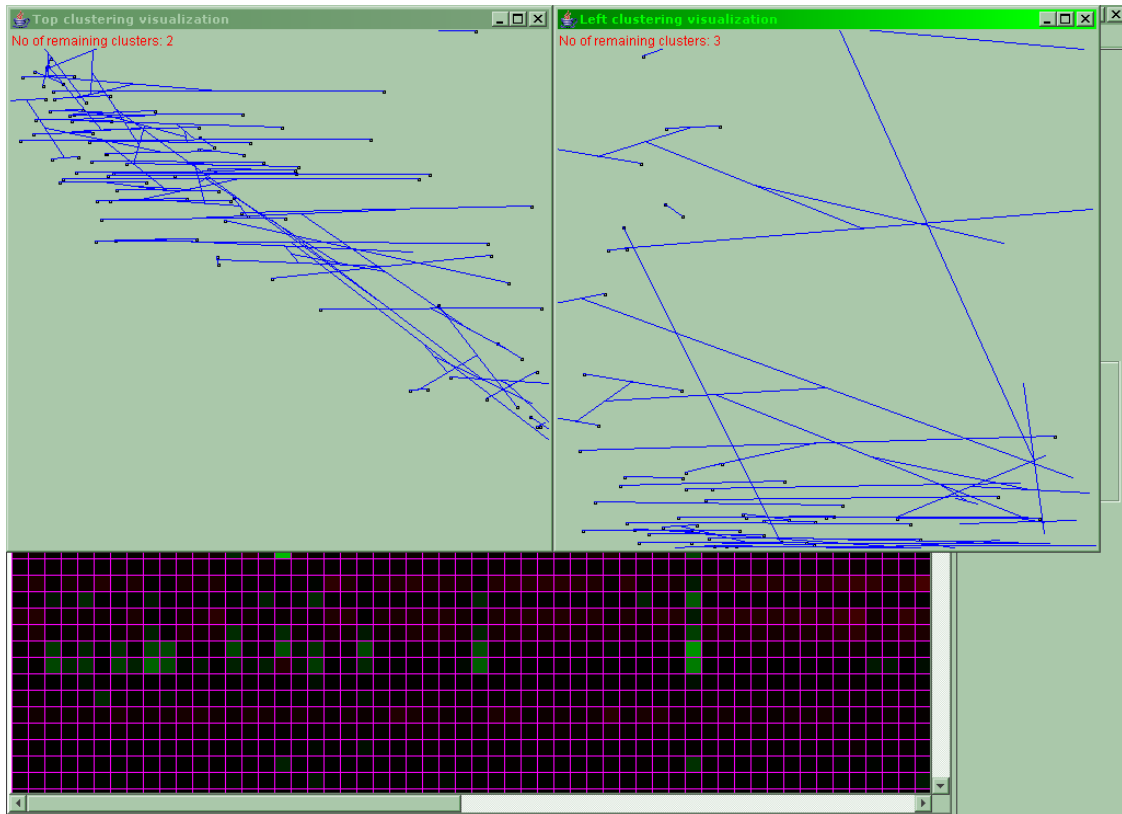 Top clustering visualization
No of remaining clusters: 2
Left clustering visualization
No of remaining clusters: 3